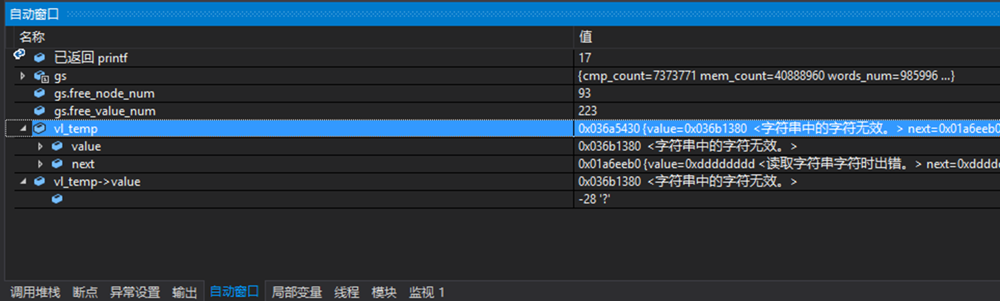 自动窗口
名称 值
已返回 printf 17
gs {cmp_count=7373771 mem_count=40888960 words_num=985996 ...}
gs.free_node_num 93
gs.free_value_num 223
vl_temp 0x036a5430 {value=0x036b1380 <字符串中的字符无效。> next=0x01a6eeb0
value 0x036b1380 <字符串中的字符无效。>
next 0x01a6eeb0 {value=0xdddddddd <读取字符串字符时出错。> next=0xdddd
vl_temp->value 0x036b1380 <字符串中的字符无效。>
-28 '?'
调用堆栈 断点 异常设置 输出 自动窗口 局部变量 线程 模块 监视 1